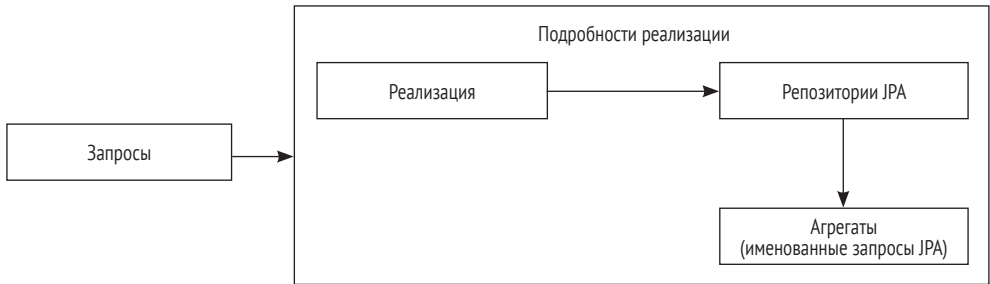 Подробности реализации
Реализация
Репозитории JPA
Запросы
Агрегаты
(именованные запросы JPA)